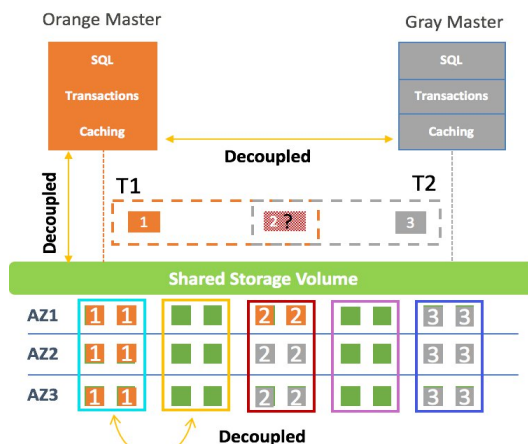 Orange Master
Gray Master
SQL
Transactions
Caching
SQL
Transactions
Caching
Decoupled
Decoupled
T1
T2
1
2 ?
3
Shared Storage Volume
AZ1 1 1 2 2 3 3
AZ2 1 1 2 2 3 3
AZ3 1 1 2 2 3 3
Decoupled